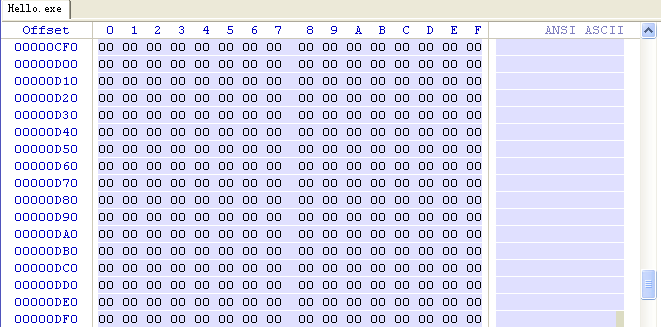 Hello.exe
Offset 0 1 2 3 4 5 6 7 8 9 A B C D E F ANSI ASCII
00000CF0 00 00 00 00 00 00 00 00 00 00 00 00 00 00 00 00
00000D00 00 00 00 00 00 00 00 00 00 00 00 00 00 00 00 00
00000D10 00 00 00 00 00 00 00 00 00 00 00 00 00 00 00 00
00000D20 00 00 00 00 00 00 00 00 00 00 00 00 00 00 00 00
00000D30 00 00 00 00 00 00 00 00 00 00 00 00 00 00 00 00
00000D40 00 00 00 00 00 00 00 00 00 00 00 00 00 00 00 00
00000D50 00 00 00 00 00 00 00 00 00 00 00 00 00 00 00 00
00000D60 00 00 00 00 00 00 00 00 00 00 00 00 00 00 00 00
00000D70 00 00 00 00 00 00 00 00 00 00 00 00 00 00 00 00
00000D80 00 00 00 00 00 00 00 00 00 00 00 00 00 00 00 00
00000D90 00 00 00 00 00 00 00 00 00 00 00 00 00 00 00 00
00000DA0 00 00 00 00 00 00 00 00 00 00 00 00 00 00 00 00
00000DB0 00 00 00 00 00 00 00 00 00 00 00 00 00 00 00 00
00000DC0 00 00 00 00 00 00 00 00 00 00 00 00 00 00 00 00
00000DD0 00 00 00 00 00 00 00 00 00 00 00 00 00 00 00 00
00000DE0 00 00 00 00 00 00 00 00 00 00 00 00 00 00 00 00
00000DF0 00 00 00 00 00 00 00 00 00 00 00 00 00 00 00 00